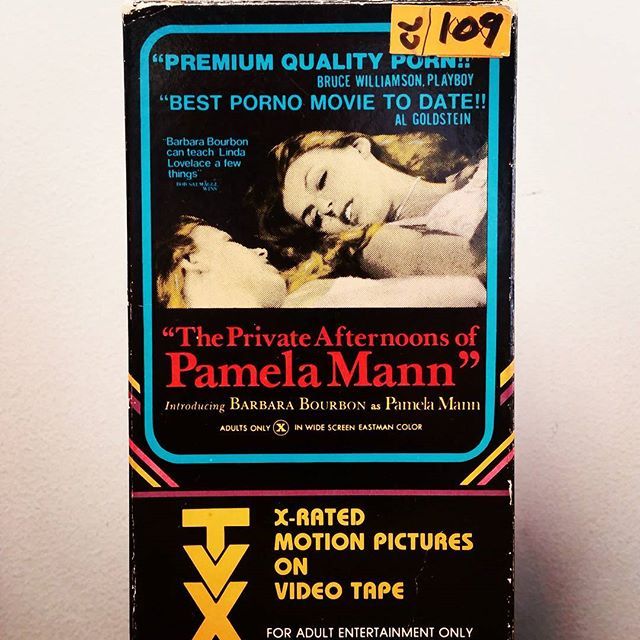 C/109
"PREMIUM QUALITY PORN!!
BRUCE WILLIAMSON, PLAYBOY
"BEST PORNO MOVIE TO DATE!!
AL GOLDSTEIN
"Barbara Bourbon
can teach Linda
Lovelace a few
things"
WINS
"The Private Afternoons of
Pamela Mann"
Introducing BARBARA BOURBON as Pamela Mann
ADULTS ONLY X IN WIDE SCREEN EASTMAN COLOR
TVX
X-RATED
MOTION PICTURES
ON
VIDEO TAPE
FOR ADULT ENTERTAINMENT ONLY